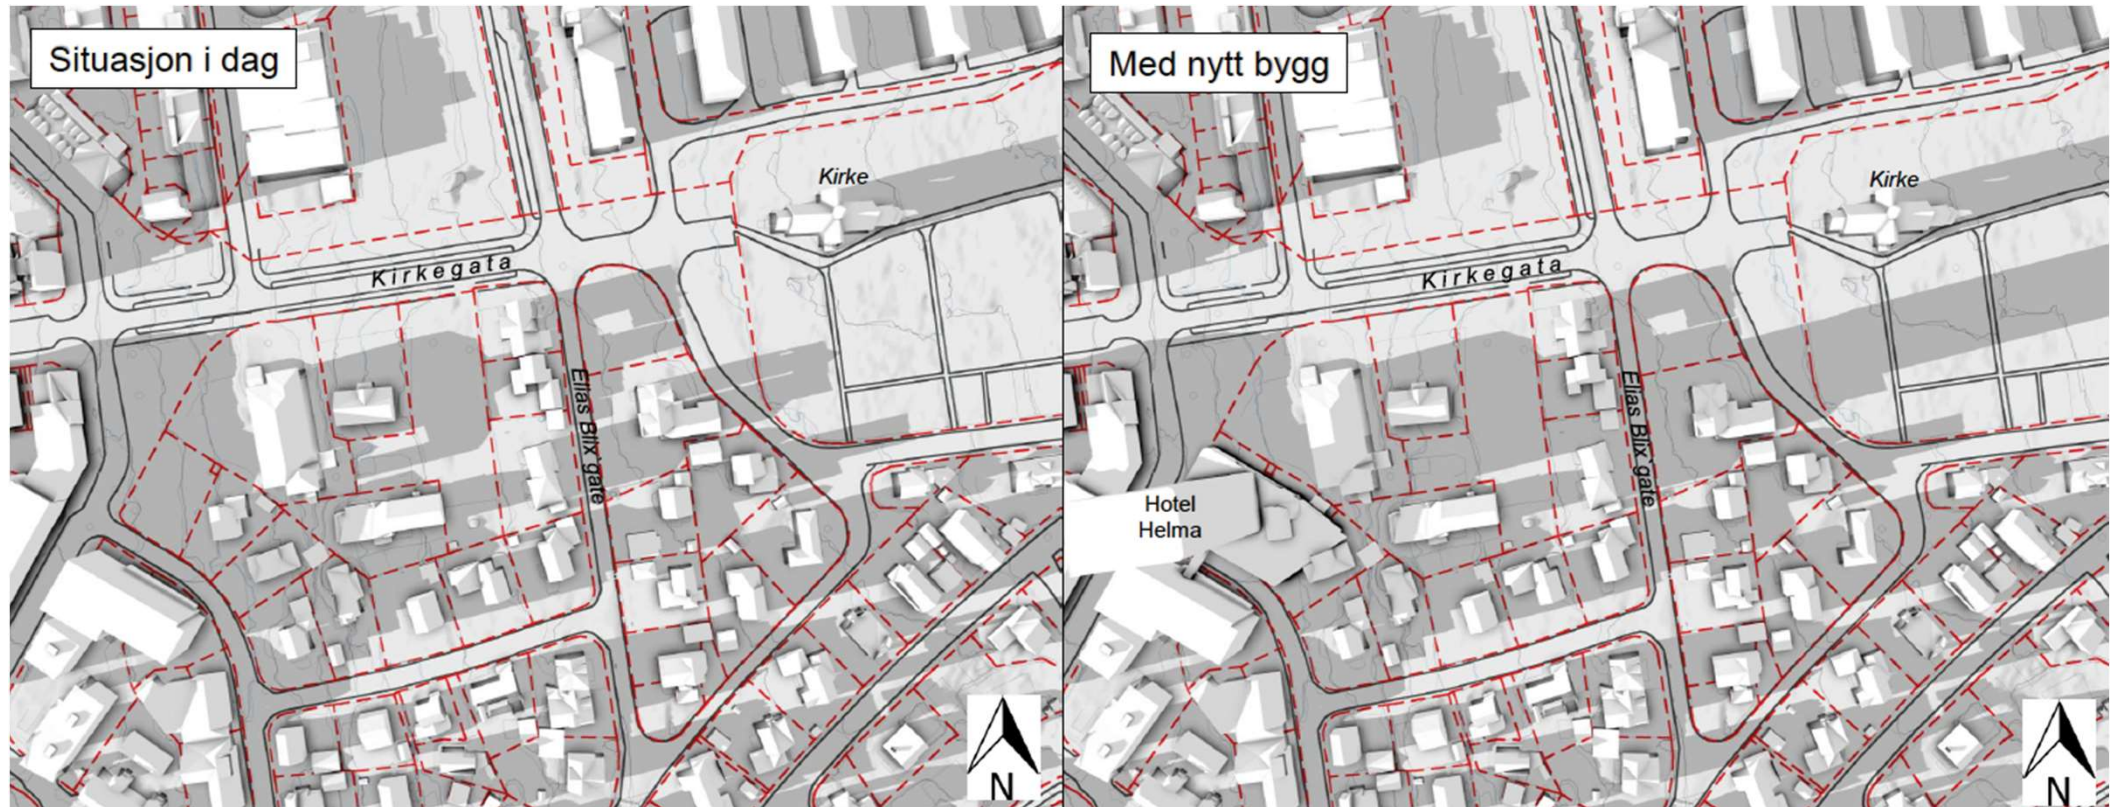 Situasjon i dag
Kirke
Kirkegata
Elias Blix`gate
N
Med nytt bygg
Kirke
Kirkegata
Elias Blix`gate
Hotel
Helma
N